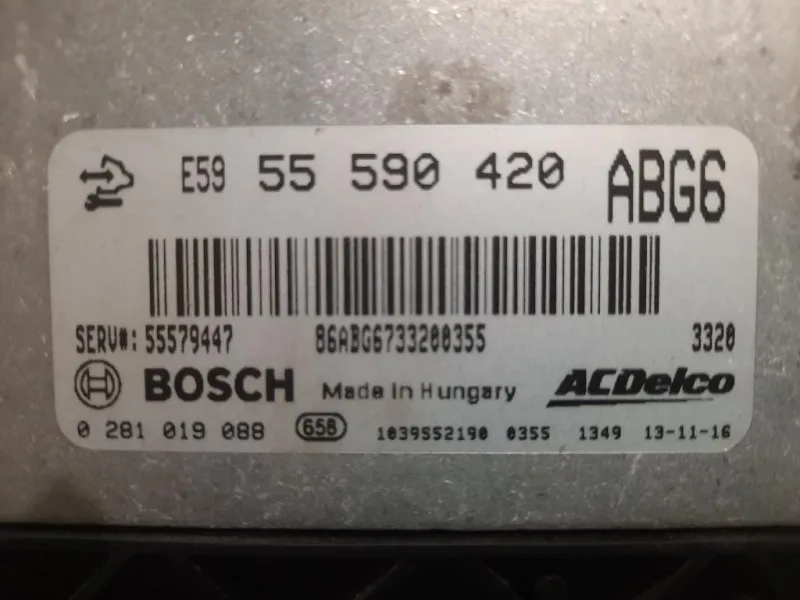 E59 55 590 420 ABG6
SERV#: 55579447 86ABG6733200355 3320
BOSCH Made in Hungary ACDelco
0 281 019 088 658 1039552190 0355 1349 13-11-16